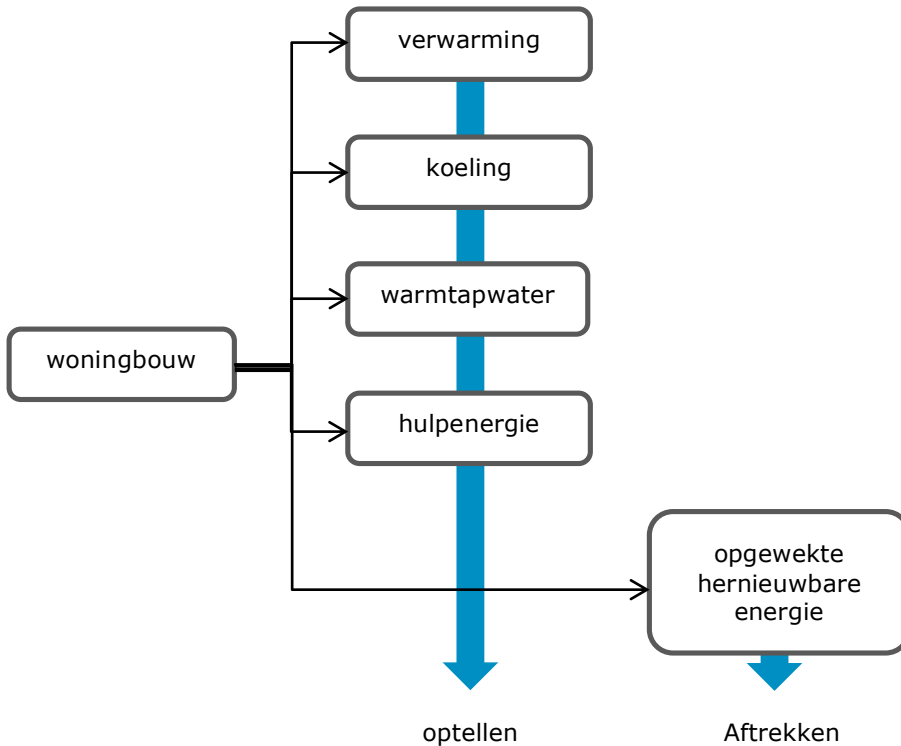 verwarming
koeling
warmtapwater
woningbouw
hulpenergie
opgewekte
hernieuwbare
energie
optellen
Aftrekken